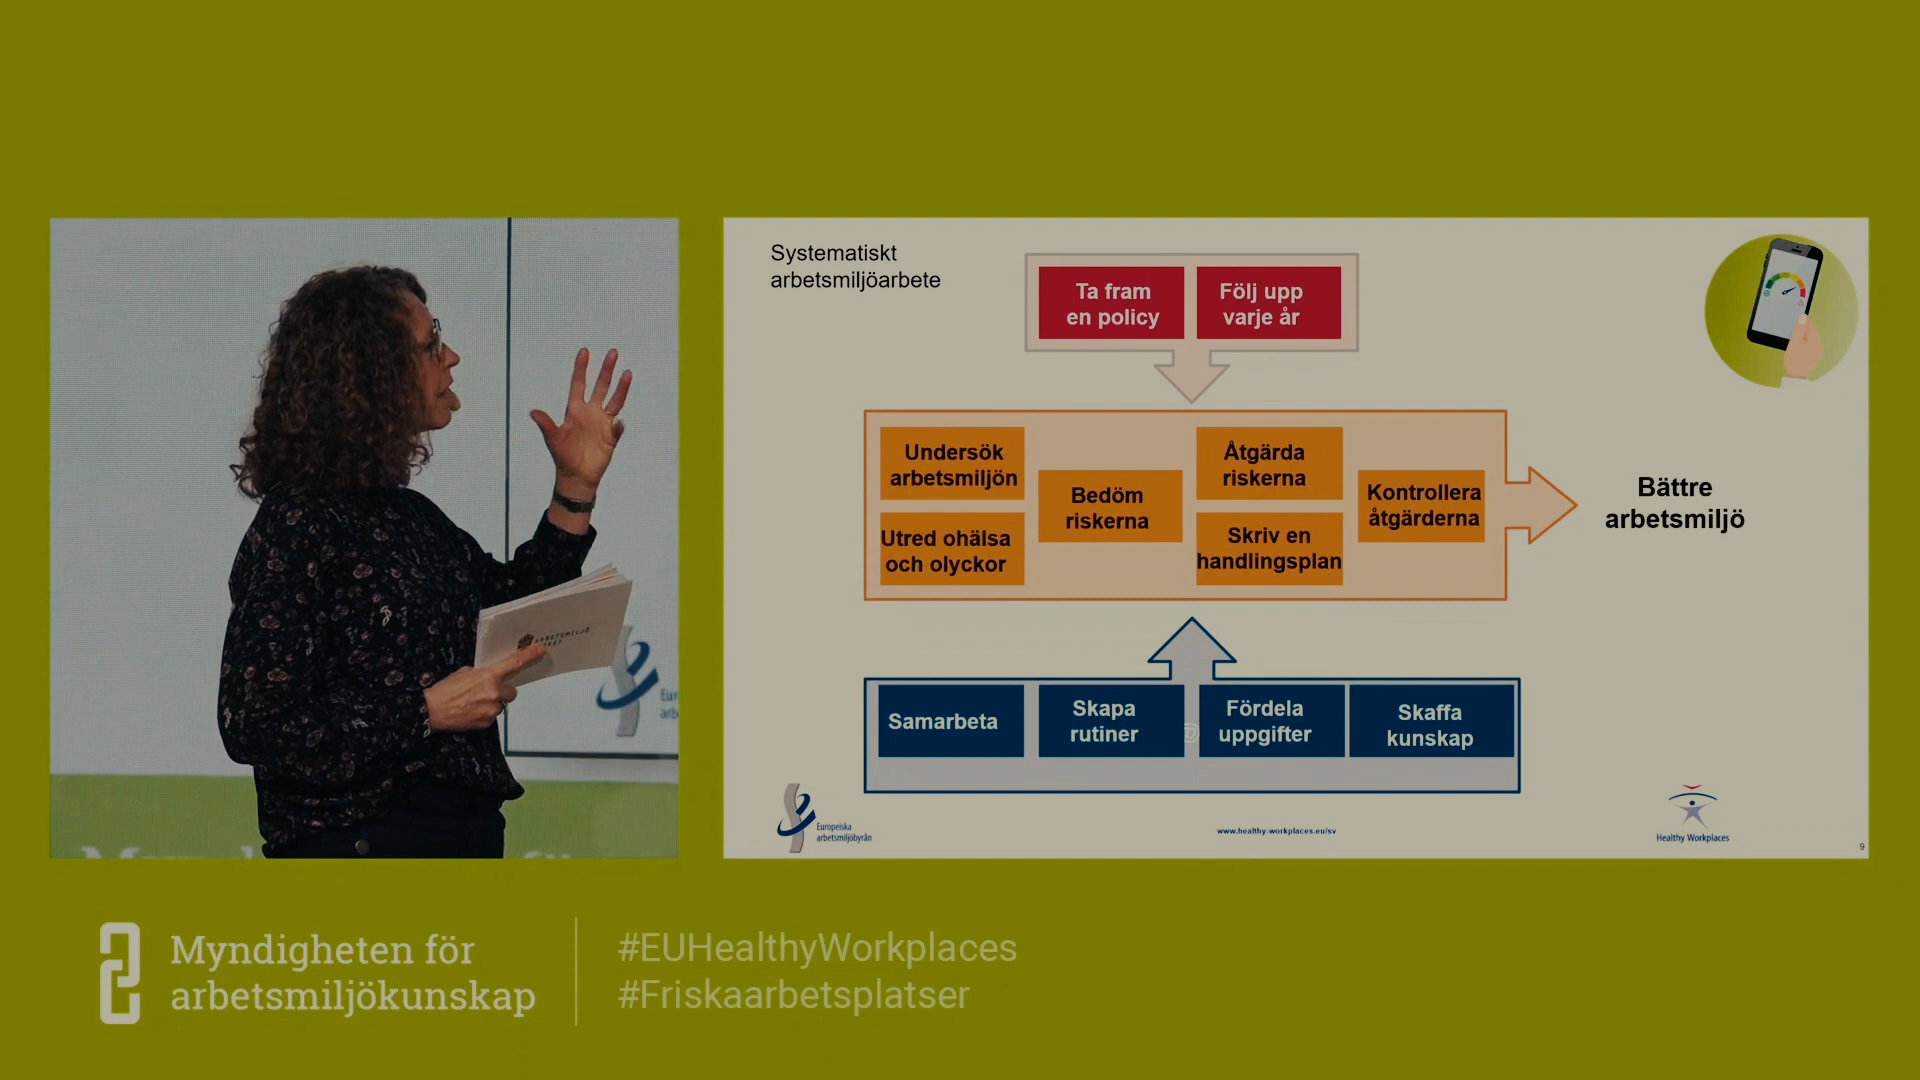 Systematiskt
arbetsmiljöarbete
Ta fram
en policy
Följ upp
varje år
Undersök
arbetsmiljön
Utred ohälsa
och olyckor
Bedöm
riskerna
Åtgärda
riskerna
Skriv en
handlingsplan
Kontrollera
åtgärderna
Bättre
arbetsmiljö
Samarbeta
Skapa
rutiner
Fördela
uppgifter
Skaffa
kunskap
Europeiska
arbetsmiljöbyrån
www.healthy-workplaces.eu/sv
Healthy Workplaces
9
ARBETSMILJÖ
Myndigheten för
arbetsmiljökunskap
#EUHealthyWorkplaces
#Friskaarbetsplatser